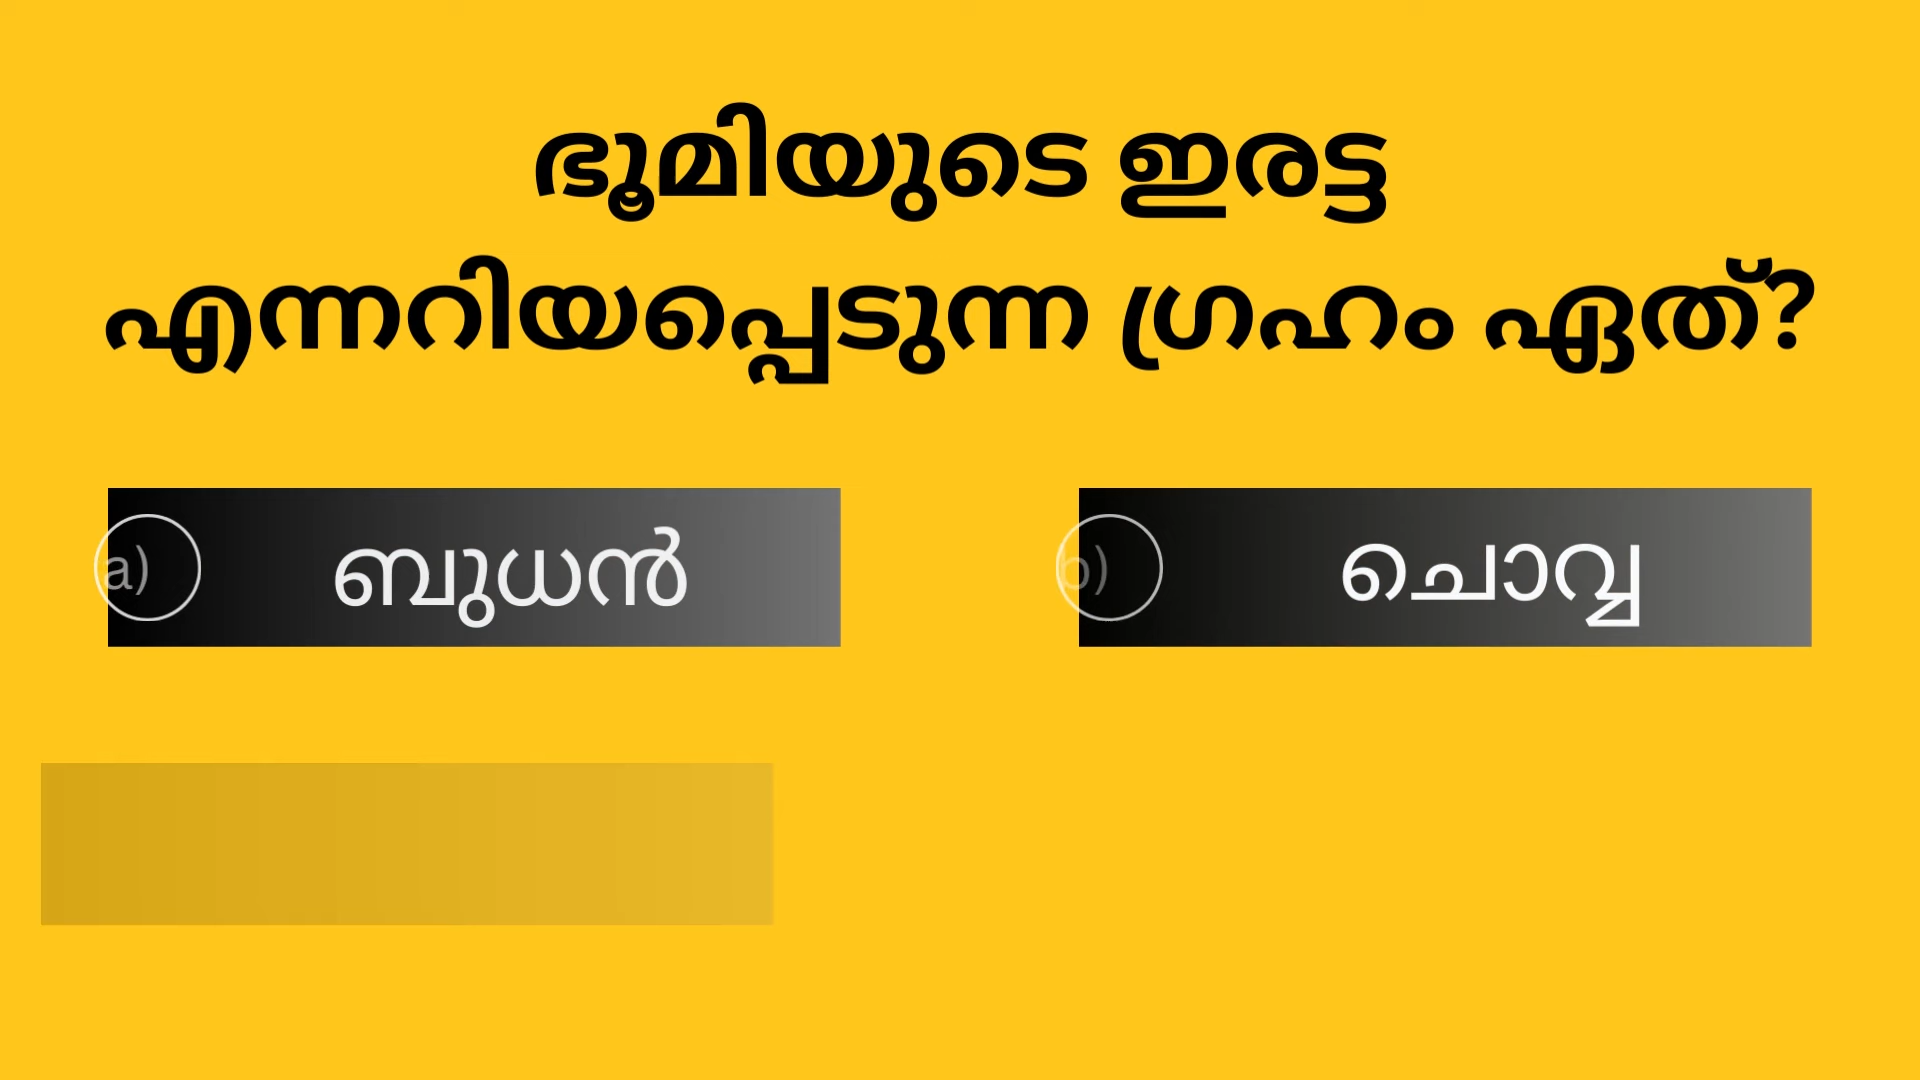 ഭൂമിയുടെ ഇരട്ട
എന്നറിയപ്പെടുന്ന ഗ്രഹം ഏത്?
a) ബുധൻ
b) ചൊവ്വ